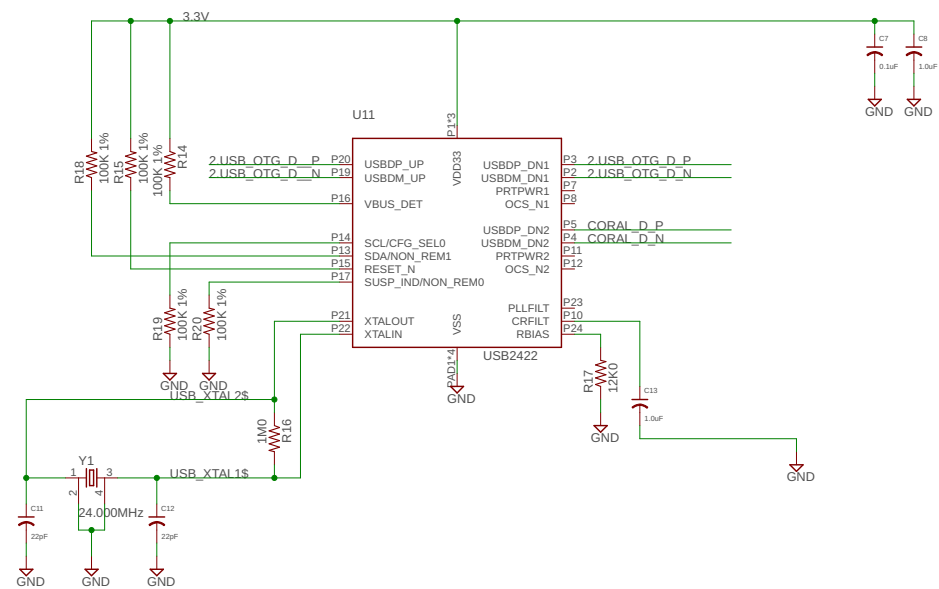 3.3V
C7
0.1uF
GND
C8
1.0uF
GND
U11
P1*3
R18
100K 1%
R15
100K 1%
100K 1%
R14
2.USB_OTG_D__P
P20
USBDP_UP
2.USB_OTG_D__N
P19
USBDM_UP
P16
VBUS_DET
P14
SCL/CFG_SEL0
P13
SDA/NON_REM1
P15
RESET_N
P17
SUSP_IND/NON_REM0
P21
XTALOUT
P22
XTALIN
VDD33
VSS
USBDP_DN1
P3
2.USB_OTG_D_P
USBDM_DN1
P2
2.USB_OTG_D_N
PRTPWR1
P7
OCS_N1
P8
USBDP_DN2
P5
CORAL_D_P
USBDM_DN2
P4
CORAL_D_N
PRTPWR2
P11
OCS_N2
P12
PLLFILT
P23
CRFILT
P10
RBIAS
P24
USB2422
PAD1*4
GND
R19
100K 1%
GND
R20
100K 1%
GND
R17
12K0
GND
C13
1.0uF
GND
USB_XTAL2$
1M0
R16
USB_XTAL1$
Y1
1
3
2
4
24.000MHz
C11
22pF
GND
GND
C12
22pF
GND